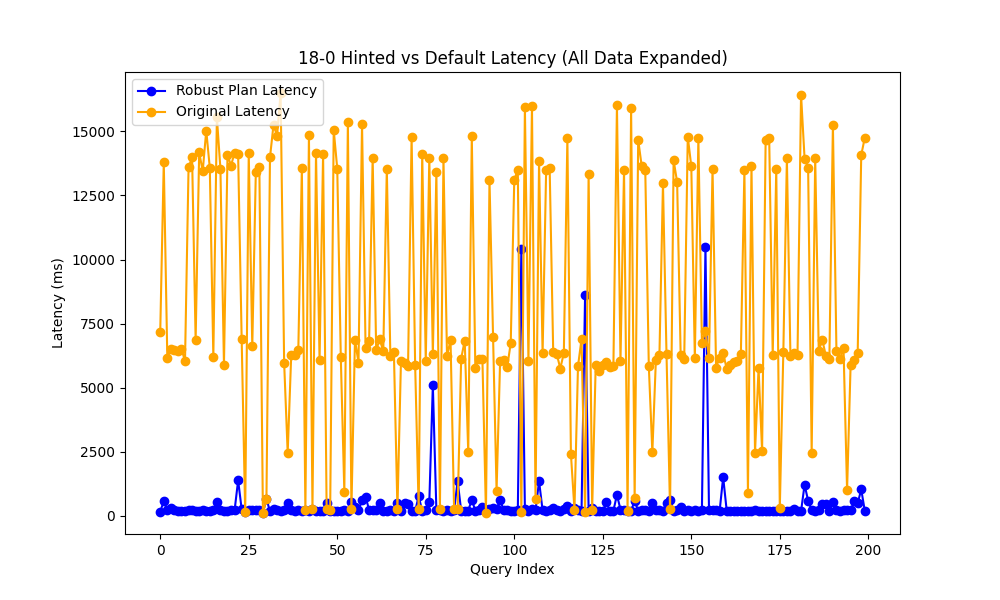 18-0 Hinted vs Default Latency (All Data Expanded)
Robust Plan Latency
Original Latency
Latency (ms)
15000
12500
10000
7500
5000
2500
0
0 25 50 75 100 125 150 175 200
Query Index